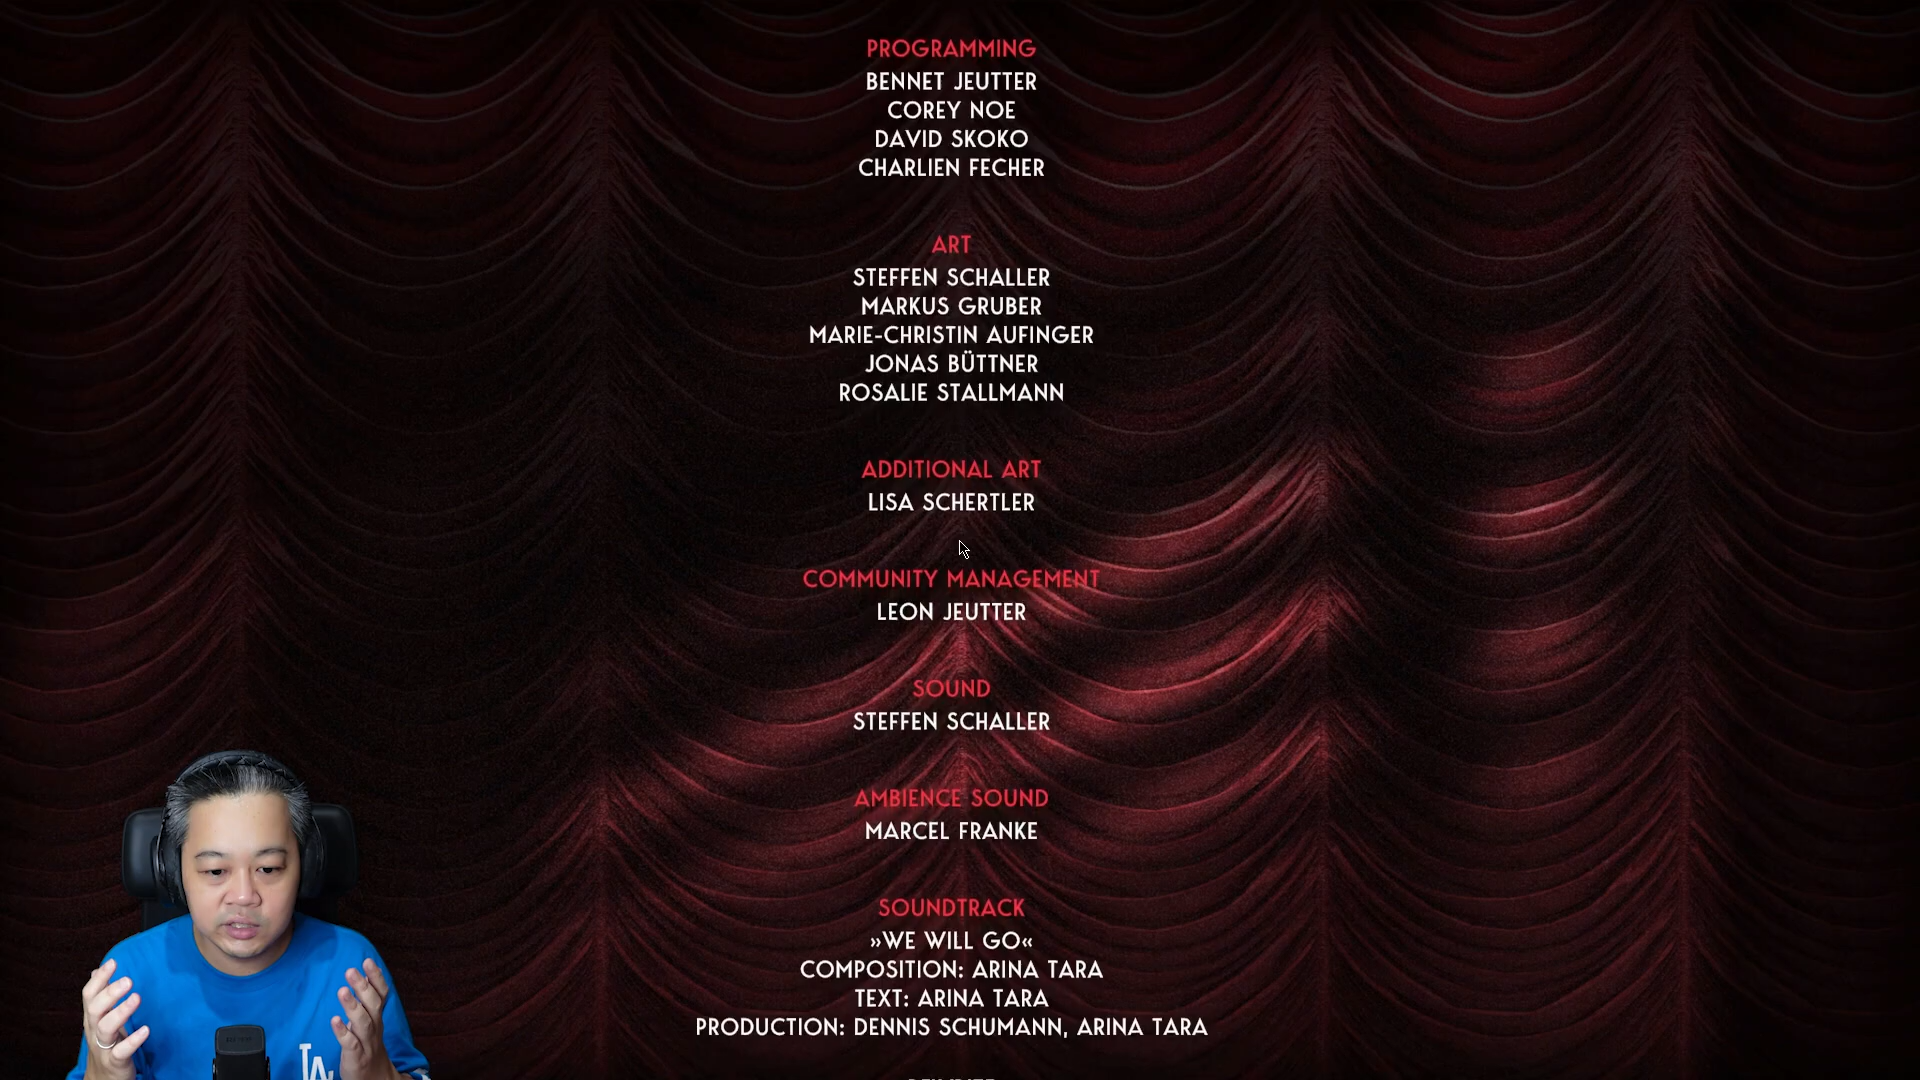 PROGRAMMING
BENNET JEUTTER
COREY NOE
DAVID SKOKO
CHARLIEN FECHER
ART
STEFFEN SCHALLER
MARKUS GRUBER
MARIE-CHRISTIN AUFINGER
JONAS BÜTTNER
ROSALIE STALLMANN
ADDITIONAL ART
LISA SCHERTLER
COMMUNITY MANAGEMENT
LEON JEUTTER
SOUND
STEFFEN SCHALLER
AMBIENCE SOUND
MARCEL FRANKE
SOUNDTRACK
»WE WILL GO«
COMPOSITION: ARINA TARA
TEXT: ARINA TARA
PRODUCTION: DENNIS SCHUMANN, ARINA TARA
LA